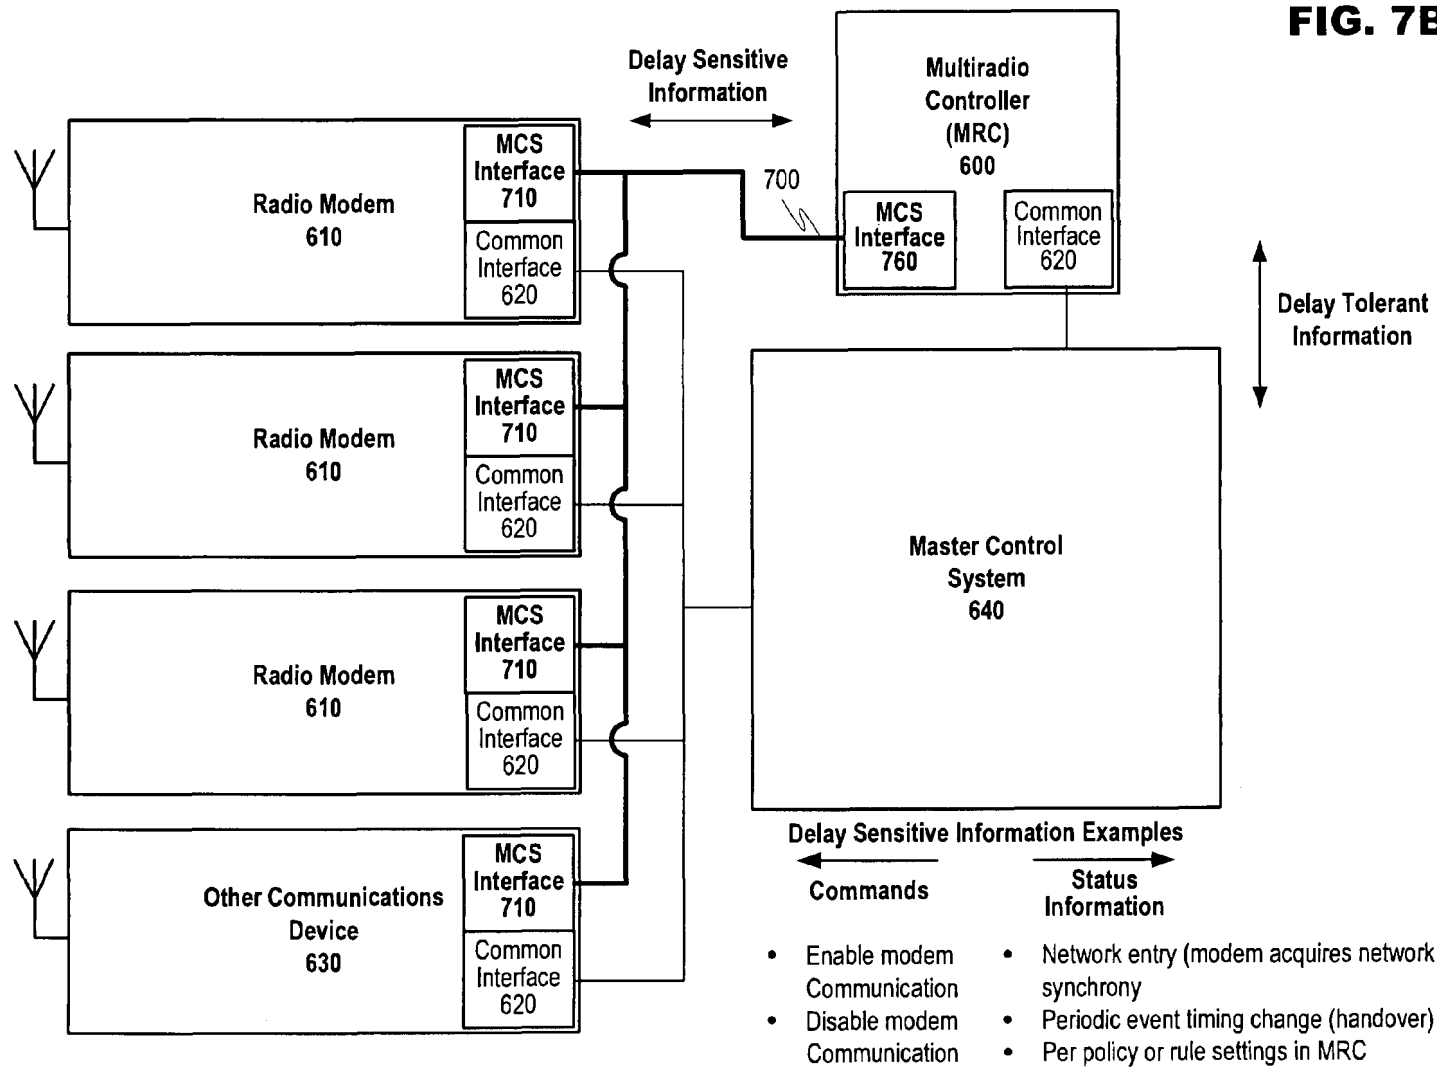 FIG. 7B
Delay Sensitive
Information
Multiradio
Controller
(MRC)
600
700
MCS
Interface
760
Common
Interface
620
Delay Tolerant
Information
Radio Modem
610
MCS
Interface
710
Common
Interface
620
Radio Modem
610
MCS
Interface
710
Common
Interface
620
Master Control
System
640
Radio Modem
610
MCS
Interface
710
Common
Interface
620
Other Communications
Device
630
MCS
Interface
710
Common
Interface
620
Delay Sensitive Information Examples
Commands
• Enable modem
Communication
• Disable modem
Communication
Status
Information
• Network entry (modem acquires network
synchrony
• Periodic event timing change (handover)
• Per policy or rule settings in MRC